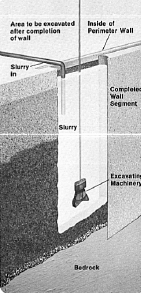 Area to be excavated
after completion
of wall
Inside of
Perimeter Wall
Slurry
In
Completed
Wall
Segment
Slurry
Excavating
Machinery
Bedrock